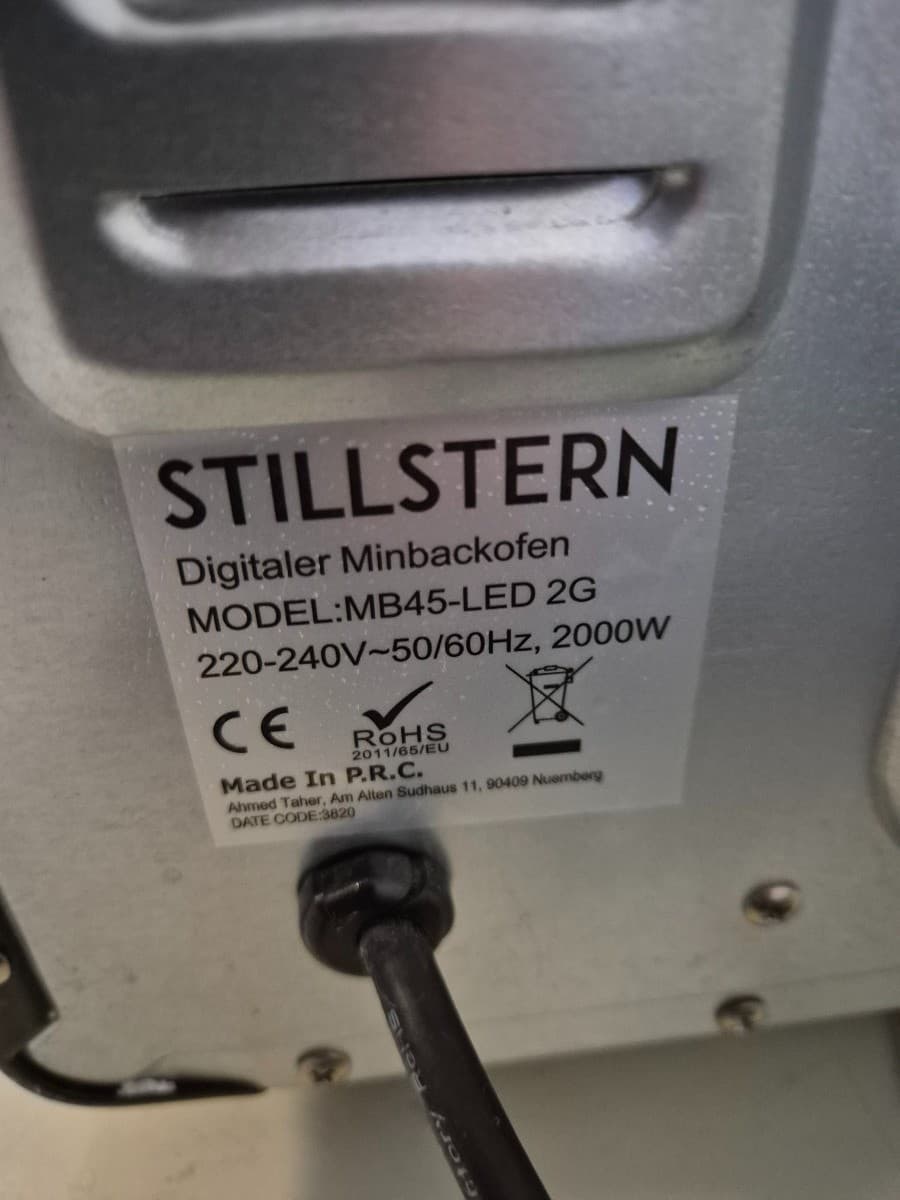 STILLSTERN
Digitaler Minbackofen
MODEL:MB45-LED 2G
220-240V~50/60Hz, 2000W
CE
RoHS
2011/65/EU
Made In P.R.C.
Ahmed Taher, Am Alten Sudhaus 11, 90409 Nuernberg
DATE CODE:3820